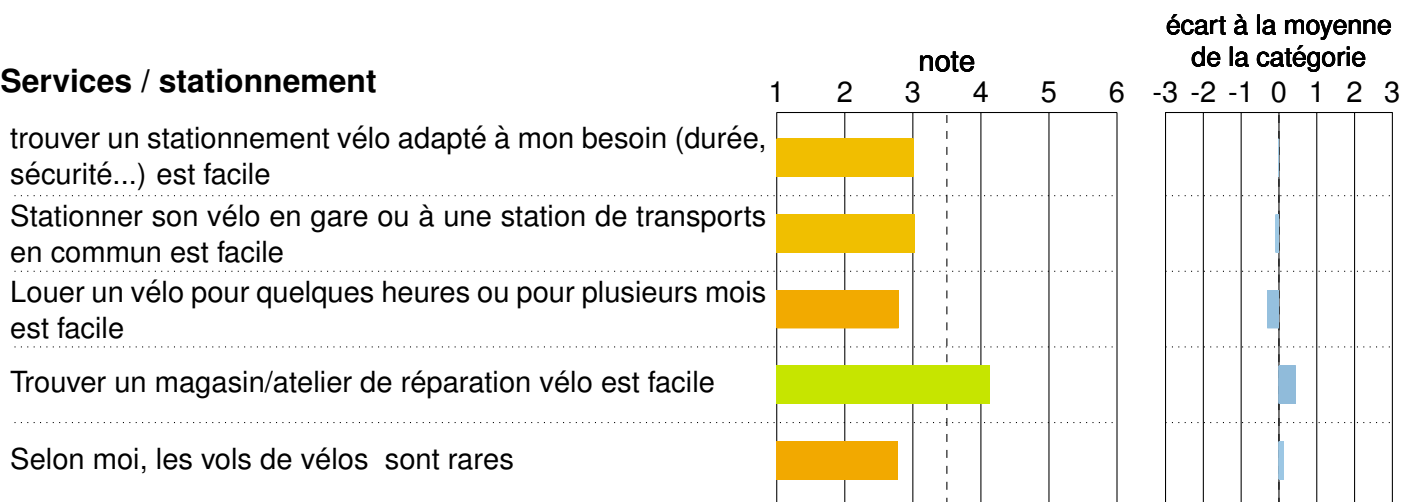 écart à la moyenne
note de la catégorie
Services / stationnement
1 2 3 4 5 6 -3 -2 -1 0 1 2 3
trouver un stationnement vélo adapté à mon besoin (durée,
sécurité...) est facile
Stationner son vélo en gare ou à une station de transports
en commun est facile
Louer un vélo pour quelques heures ou pour plusieurs mois
est facile
Trouver un magasin/atelier de réparation vélo est facile
Selon moi, les vols de vélos sont rares